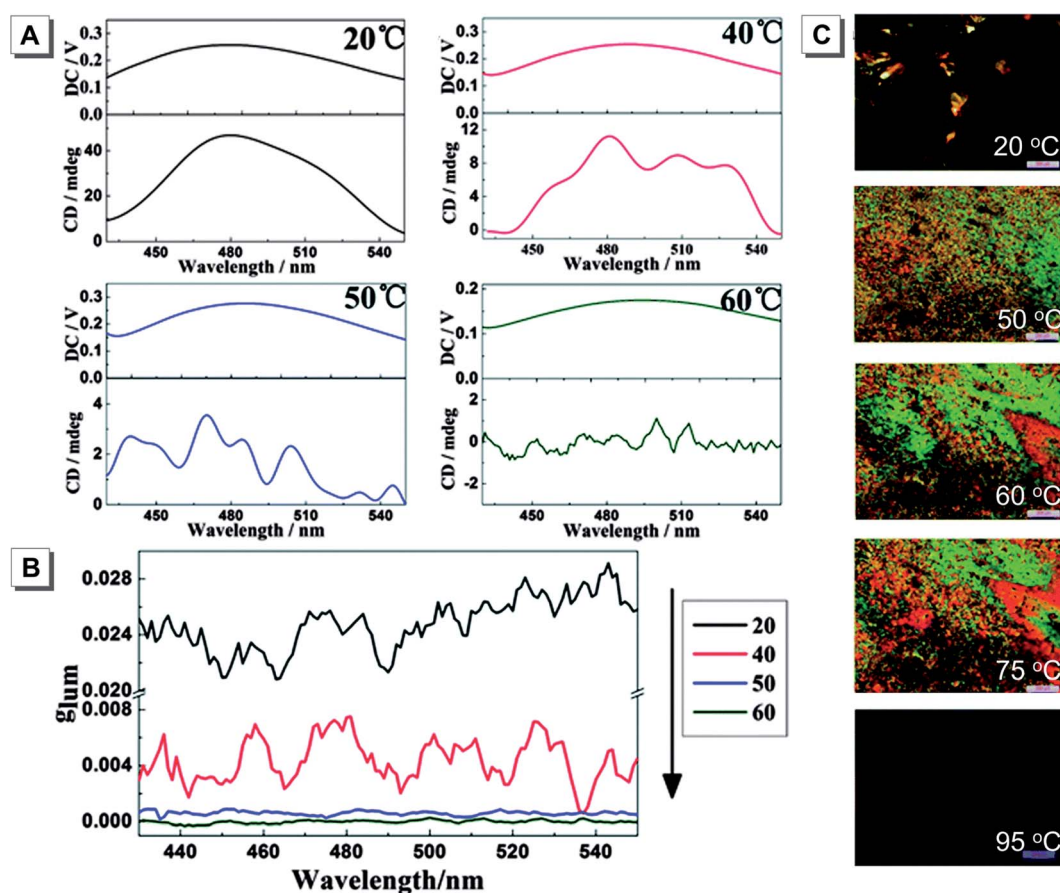 A
20℃
DC / V
0.3
0.2
0.1
0.0
CD / mdeg
40
20
0
450 480 510 540
Wavelength / nm
40℃
DC / V
0.3
0.2
0.1
0.0
CD / mdeg
12
8
4
0
450 480 510 540
Wavelength / nm
50℃
DC / V
0.3
0.2
0.1
0.0
CD / mdeg
4
2
0
450 480 510 540
Wavelength / nm
60℃
DC / V
0.2
0.1
0.0
CD / mdeg
2
0
-2
450 480 510 540
Wavelength / nm
B
glum
0.028
0.024
0.020
0.008
0.004
0.000
440 460 480 500 520 540
Wavelength/nm
20
40
50
60
C
20 °C
50 °C
60 °C
75 °C
95 °C